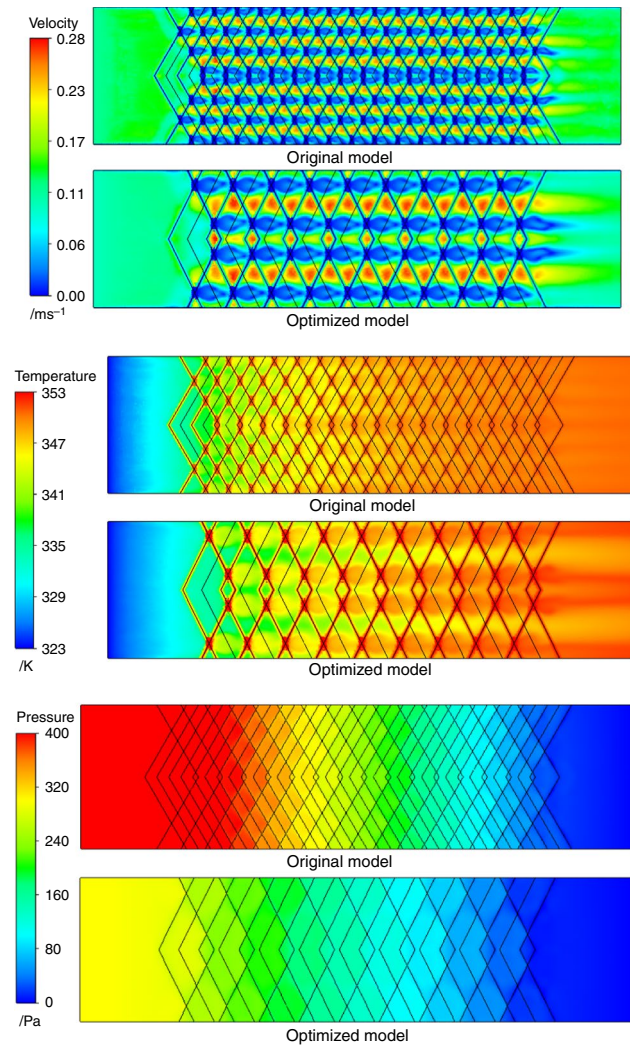 Velocity
0.28
0.23
0.17
0.11
0.06
0.00
/ms–1
Original model
Optimized model
Temperature
353
347
341
335
329
323
/K
Original model
Optimized model
Pressure
400
320
240
160
80
0
/Pa
Original model
Optimized model